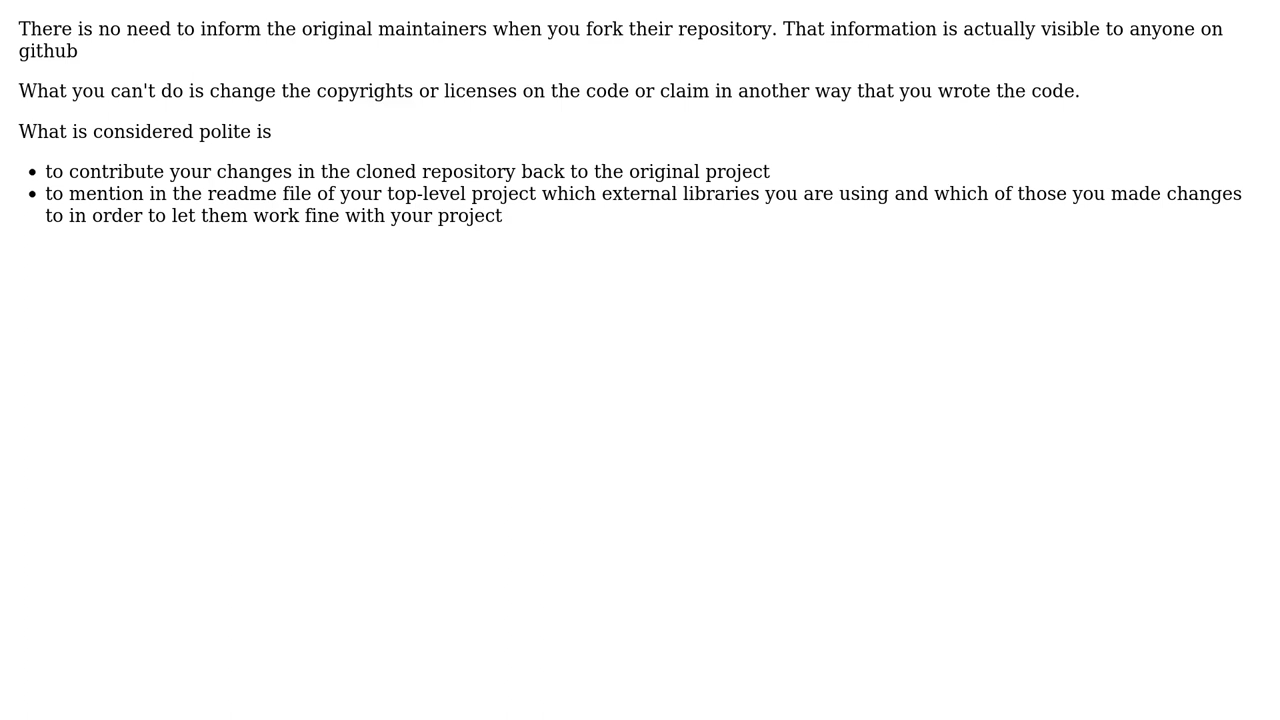 There is no need to inform the original maintainers when you fork their repository. That information is actually visible to anyone on
github
What you can't do is change the copyrights or licenses on the code or claim in another way that you wrote the code.
What is considered polite is
• to contribute your changes in the cloned repository back to the original project
• to mention in the readme file of your top-level project which external libraries you are using and which of those you made changes
to in order to let them work fine with your project